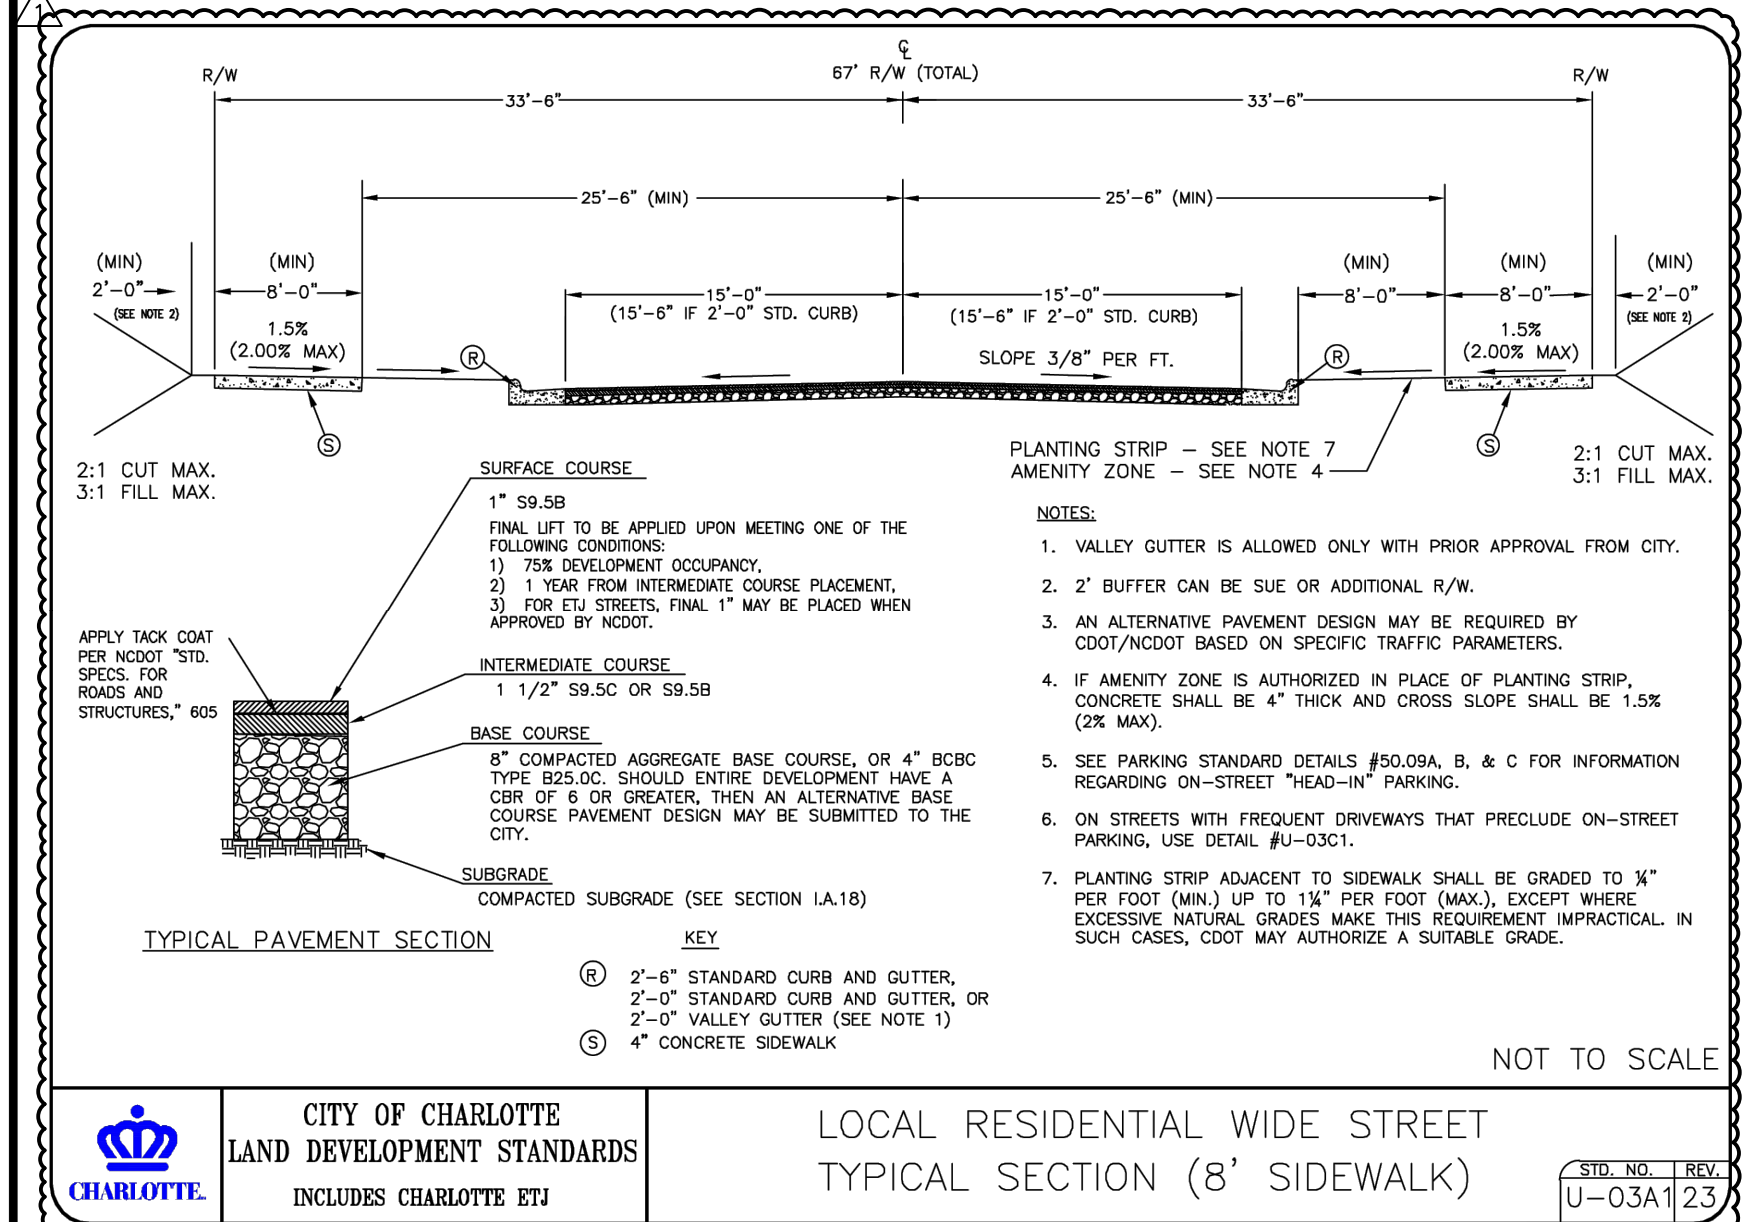 1
℄
67' R/W (TOTAL)
R/W
R/W
33'-6"
33'-6"
25'-6" (MIN)
25'-6" (MIN)
(MIN)
2'-0"
(SEE NOTE 2)
(MIN)
8'-0"
1.5%
(2.00% MAX)
15'-0"
(15'-6" IF 2'-0" STD. CURB)
15'-0"
(15'-6" IF 2'-0" STD. CURB)
SLOPE 3/8" PER FT.
(MIN)
8'-0"
(MIN)
8'-0"
1.5%
(2.00% MAX)
(MIN)
2'-0"
(SEE NOTE 2)
R
R
S
S
2:1 CUT MAX.
3:1 FILL MAX.
PLANTING STRIP – SEE NOTE 7
AMENITY ZONE – SEE NOTE 4
2:1 CUT MAX.
3:1 FILL MAX.
SURFACE COURSE
1" S9.5B
FINAL LIFT TO BE APPLIED UPON MEETING ONE OF THE
FOLLOWING CONDITIONS:
1) 75% DEVELOPMENT OCCUPANCY,
2) 1 YEAR FROM INTERMEDIATE COURSE PLACEMENT,
3) FOR ETJ STREETS, FINAL 1" MAY BE PLACED WHEN
APPROVED BY NCDOT.
APPLY TACK COAT
PER NCDOT "STD.
SPECS. FOR
ROADS AND
STRUCTURES," 605
INTERMEDIATE COURSE
1 1/2" S9.5C OR S9.5B
BASE COURSE
8" COMPACTED AGGREGATE BASE COURSE, OR 4" BCBC
TYPE B25.0C. SHOULD ENTIRE DEVELOPMENT HAVE A
CBR OF 6 OR GREATER, THEN AN ALTERNATIVE BASE
COURSE PAVEMENT DESIGN MAY BE SUBMITTED TO THE
CITY.
SUBGRADE
COMPACTED SUBGRADE (SEE SECTION I.A.18)
TYPICAL PAVEMENT SECTION
KEY
R 2'-6" STANDARD CURB AND GUTTER,
2'-0" STANDARD CURB AND GUTTER, OR
2'-0" VALLEY GUTTER (SEE NOTE 1)
S 4" CONCRETE SIDEWALK
NOTES:
1. VALLEY GUTTER IS ALLOWED ONLY WITH PRIOR APPROVAL FROM CITY.
2. 2' BUFFER CAN BE SUE OR ADDITIONAL R/W.
3. AN ALTERNATIVE PAVEMENT DESIGN MAY BE REQUIRED BY
CDOT/NCDOT BASED ON SPECIFIC TRAFFIC PARAMETERS.
4. IF AMENITY ZONE IS AUTHORIZED IN PLACE OF PLANTING STRIP,
CONCRETE SHALL BE 4" THICK AND CROSS SLOPE SHALL BE 1.5%
(2% MAX).
5. SEE PARKING STANDARD DETAILS #50.09A, B, & C FOR INFORMATION
REGARDING ON-STREET "HEAD-IN" PARKING.
6. ON STREETS WITH FREQUENT DRIVEWAYS THAT PRECLUDE ON-STREET
PARKING, USE DETAIL #U-03C1.
7. PLANTING STRIP ADJACENT TO SIDEWALK SHALL BE GRADED TO ¼"
PER FOOT (MIN.) UP TO 1¼" PER FOOT (MAX.), EXCEPT WHERE
EXCESSIVE NATURAL GRADES MAKE THIS REQUIREMENT IMPRACTICAL. IN
SUCH CASES, CDOT MAY AUTHORIZE A SUITABLE GRADE.
NOT TO SCALE
CHARLOTTE.
CITY OF CHARLOTTE
LAND DEVELOPMENT STANDARDS
INCLUDES CHARLOTTE ETJ
LOCAL RESIDENTIAL WIDE STREET
TYPICAL SECTION (8' SIDEWALK)
STD. NO. REV.
U-03A1 23